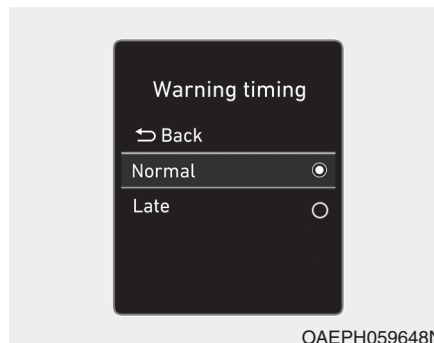 Warning timing
Back
Normal
Late
OAEPH059648N